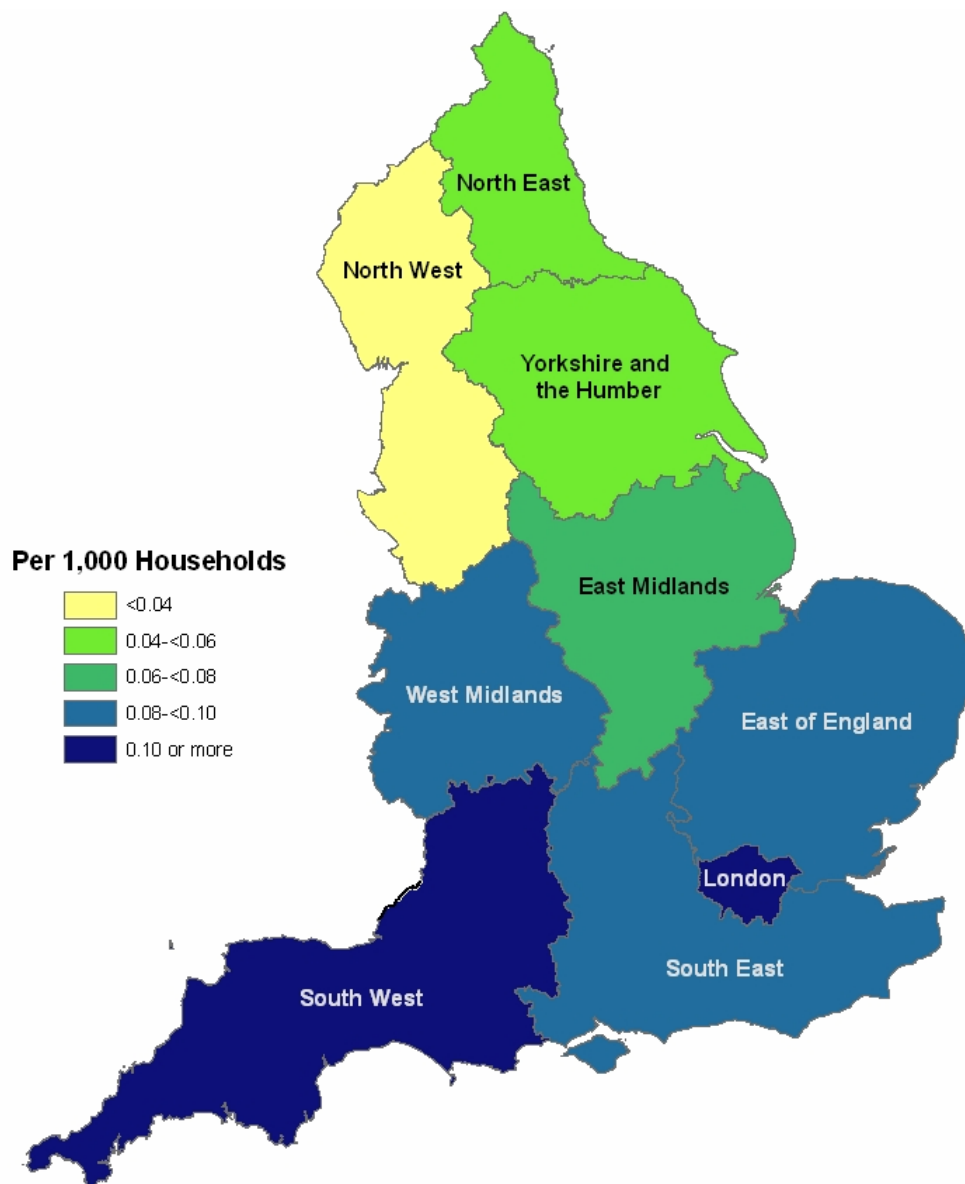 North East
North West
Yorkshire and
the Humber
Per 1,000 Households
<0.04
0.04-<0.06
0.06-<0.08
0.08-<0.10
0.10 or more
East Midlands
West Midlands
East of England
London
South East
South West